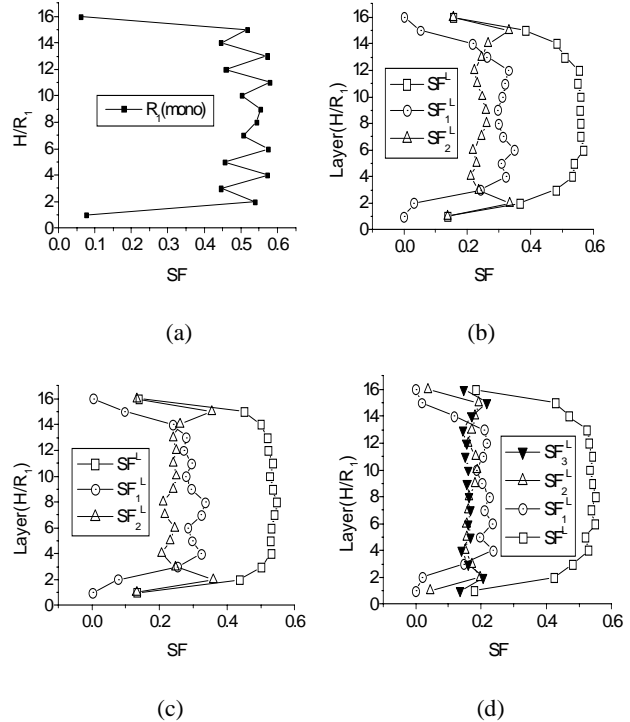 16
14
12
10
8
6
4
2
0
H/R₁
R₁(mono)
0.0 0.1 0.2 0.3 0.4 0.5 0.6
SF
(a)
16
14
12
10
8
6
4
2
0
Layer(H/R₁)
SF^L
SF₁^L
SF₂^L
0.0 0.2 0.4 0.6
SF
(b)
16
14
12
10
8
6
4
2
0
Layer(H/R₁)
SF^L
SF₁^L
SF₂^L
0.0 0.2 0.4 0.6
SF
(c)
16
14
12
10
8
6
4
2
0
Layer(H/R₁)
SF₃^L
SF₂^L
SF₁^L
SF^L
0.0 0.2 0.4 0.6
SF
(d)